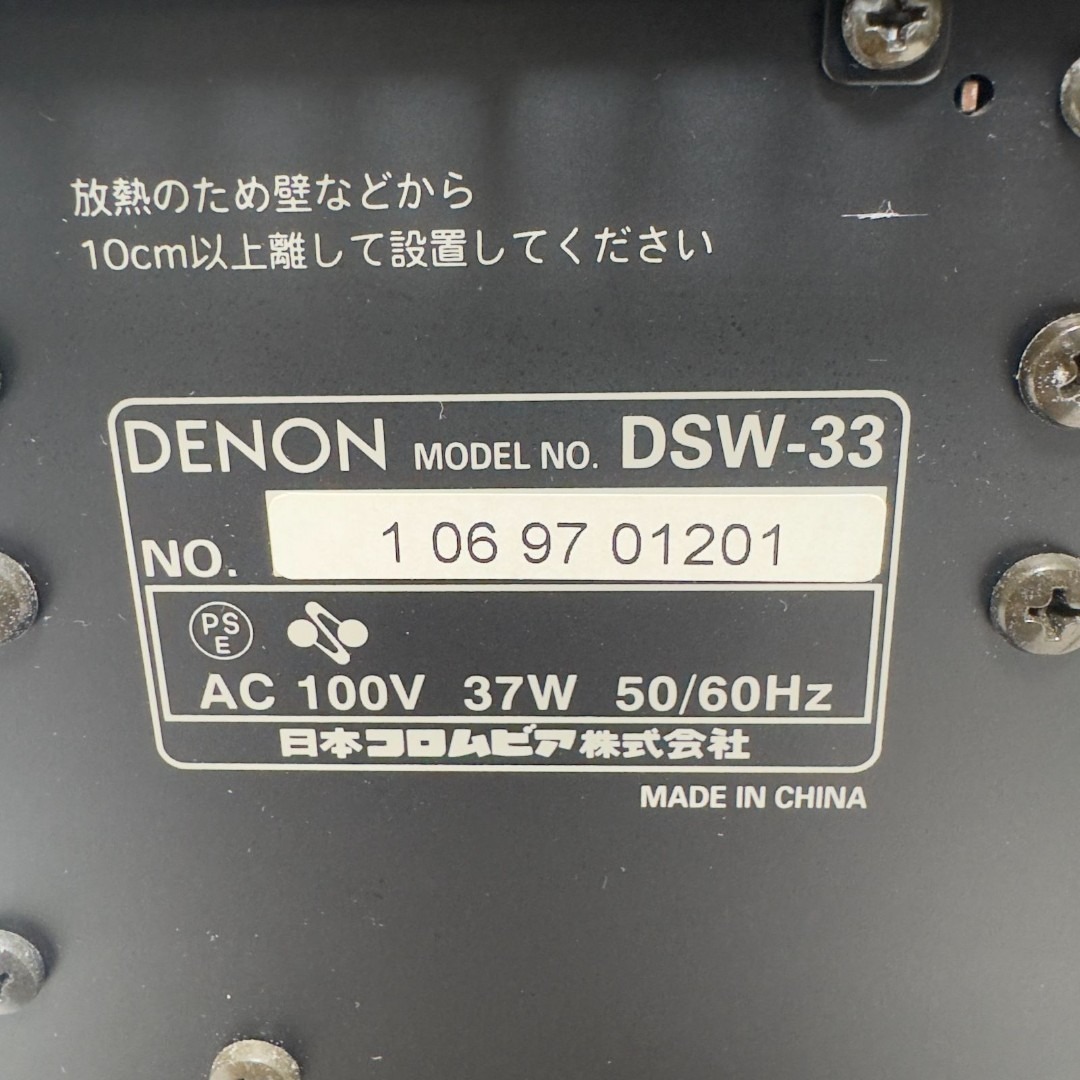 放熱のため壁などから
10cm以上離して設置してください
DENON MODEL NO. DSW-33
NO. 1 06 97 01201
PS
E
AC 100V 37W 50/60Hz
日本コロムビア株式会社
MADE IN CHINA